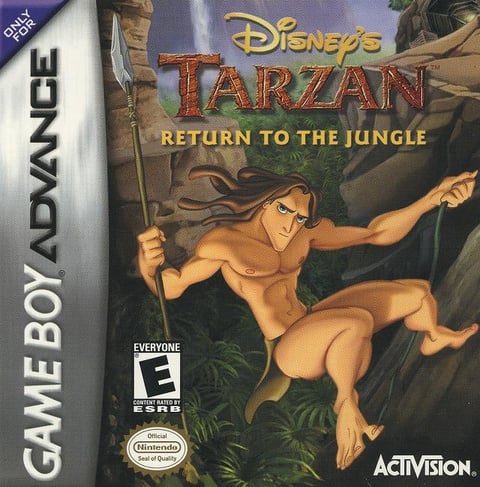 ONLY
FOR
GAME BOY ADVANCE
Disney's
TARZAN™
RETURN TO THE JUNGLE
EVERYONE
E
CONTENT RATED BY
ESRB
Official
Nintendo
Seal of Quality
ACTIVISION.